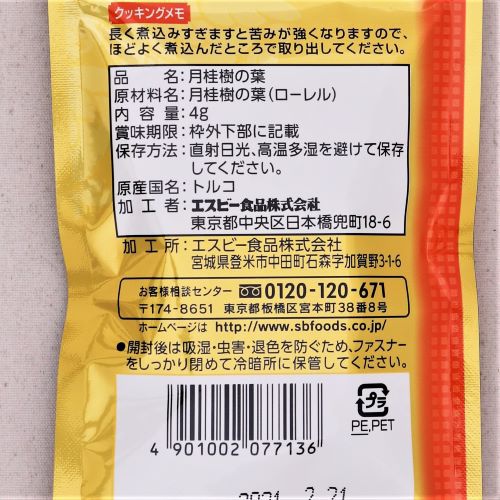 クッキングメモ
長く煮込みすぎますと苦みが強くなりますので、
ほどよく煮込んだところで取り出してください。
品名:月桂樹の葉
原材料名:月桂樹の葉(ローレル)
内容量:4g
賞味期限:枠外下部に記載
保存方法:直射日光、高温多湿を避けて保存
してください。
原産国名:トルコ
加工者:エスビー食品株式会社
東京都中央区日本橋兜町18-6
加工所:エスビー食品株式会社
宮城県登米市中田町石森字加賀野3-1-6
お客様相談センター 0120-120-671
〒174-8651 東京都板橋区宮本町38番8号
ホームページは http://www.sbfoods.co.jp/
●開封後は吸湿・虫害・退色を防ぐため、ファスナー
をしっかり閉めて冷暗所に保管してください。
プラ
PE,PET
4 901002 077136